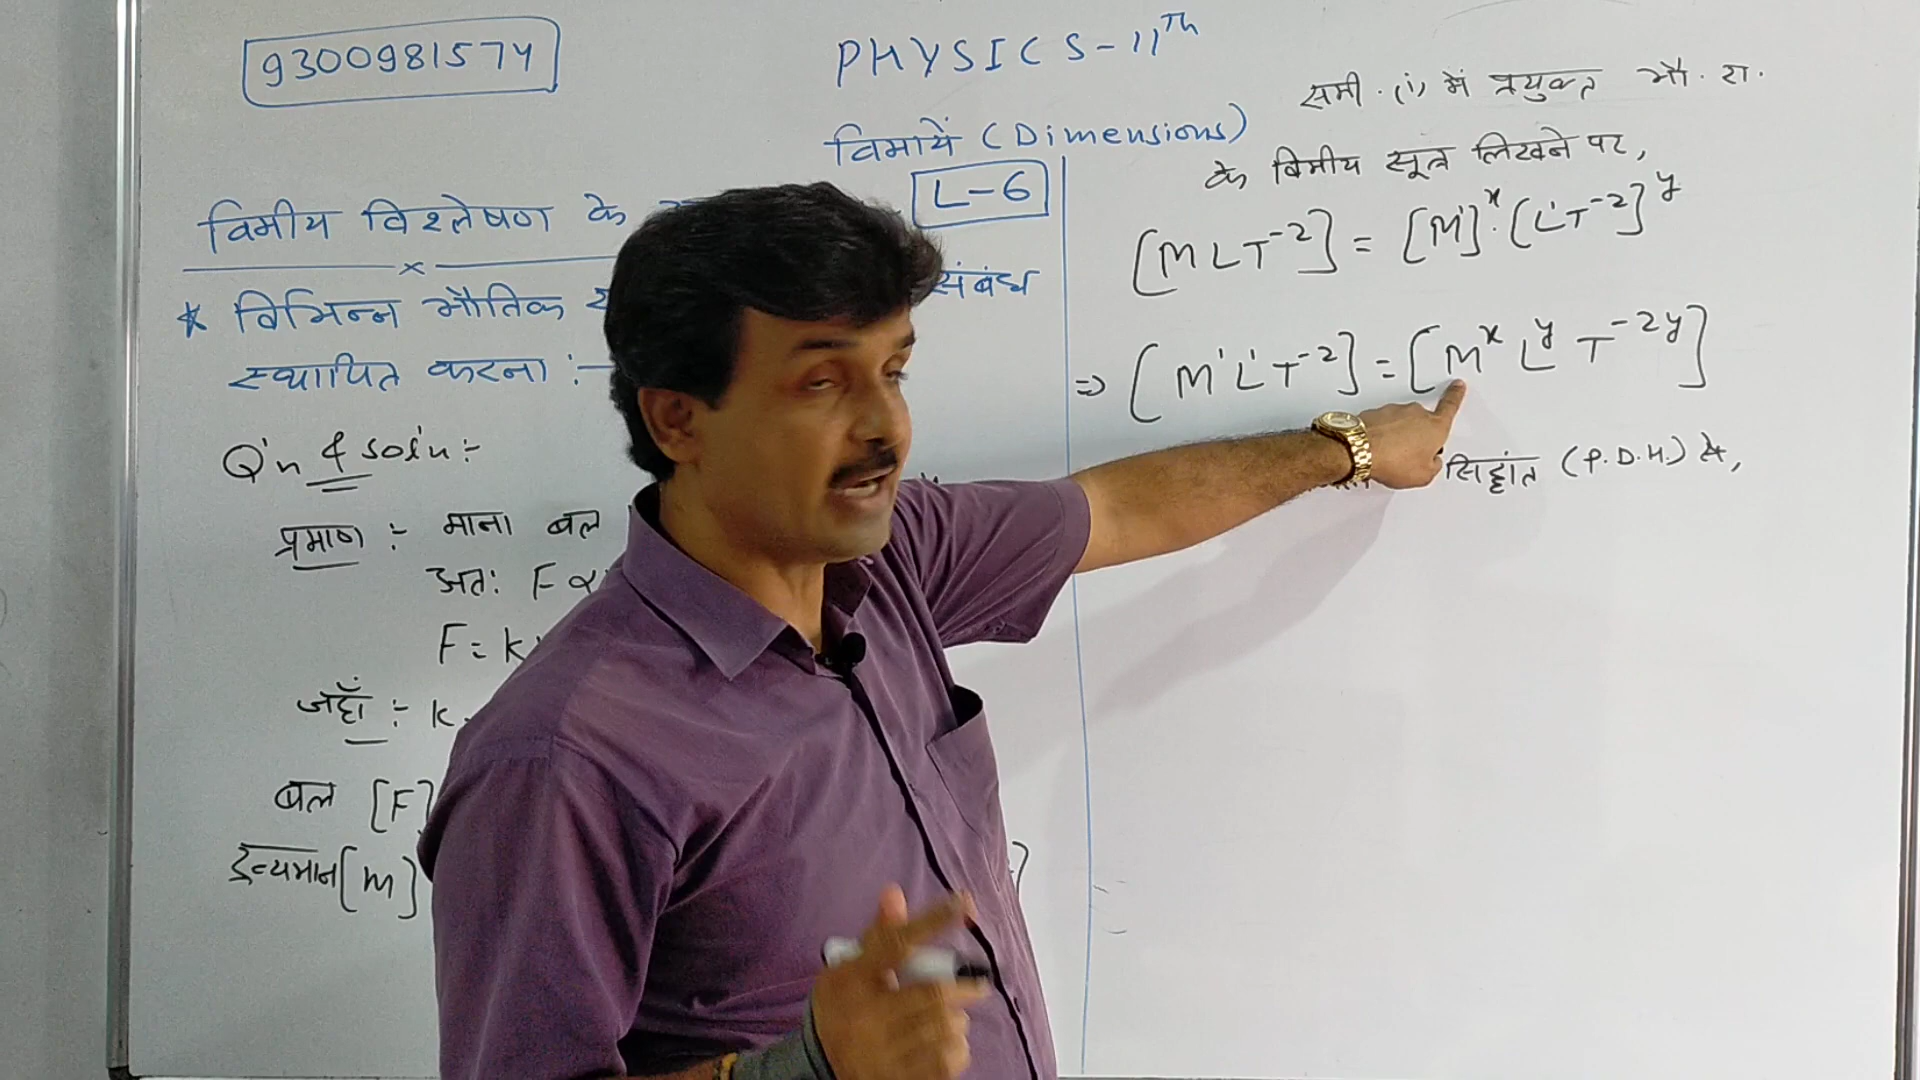 9300981574
PHYSICS-11Th
विमायें (Dimensions)
L-6
विमीय विश्लेषण के
* विभिन्न भौतिक
संबंध
स्थापित करना :-
Q'n & sol'n :-
प्रमाण :- माना बल
अतः F α
F = K
जहाँ :- K
बल [F]
द्रव्यमान [M]
समी. (i) में प्रयुक्त भौ. रा.
के विमीय सूत्र लिखने पर,
[MLT⁻²] = [M¹]ˣ. [L¹T⁻²]ʸ
=> [M¹L¹T⁻²] = [Mˣ Lʸ T⁻²ʸ]
सिद्धांत (P.D.H.) से,